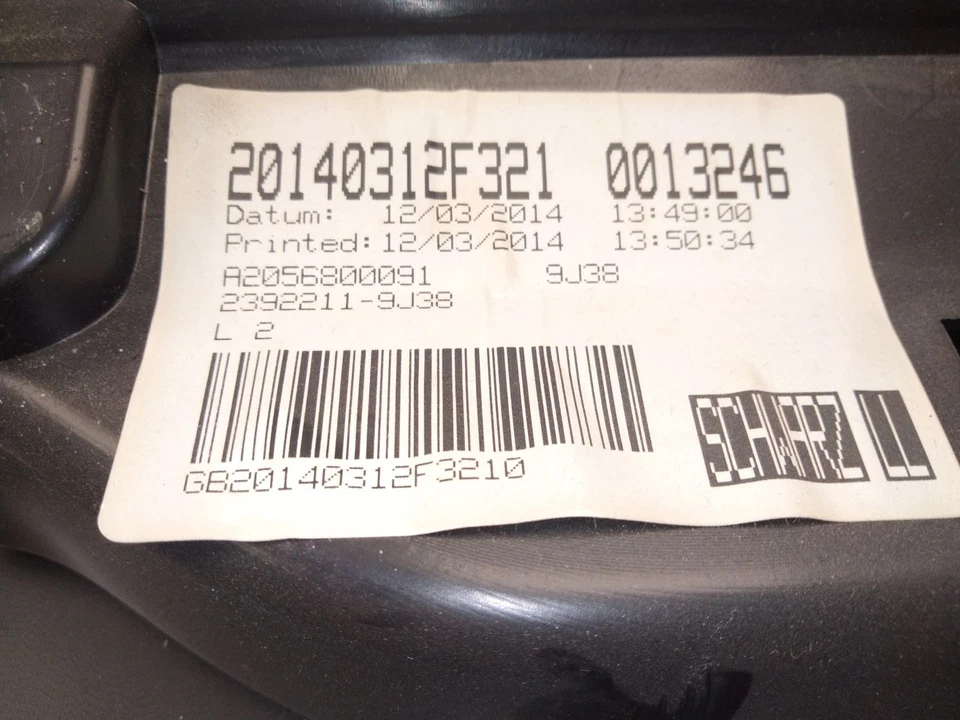 20140312F321 0013246
Datum: 12/03/2014 13:49:00
Printed: 12/03/2014 13:50:34
A2056800091 9J38
2392211-9J38
L 2
GB20140312F3210
SCHWARZ LL